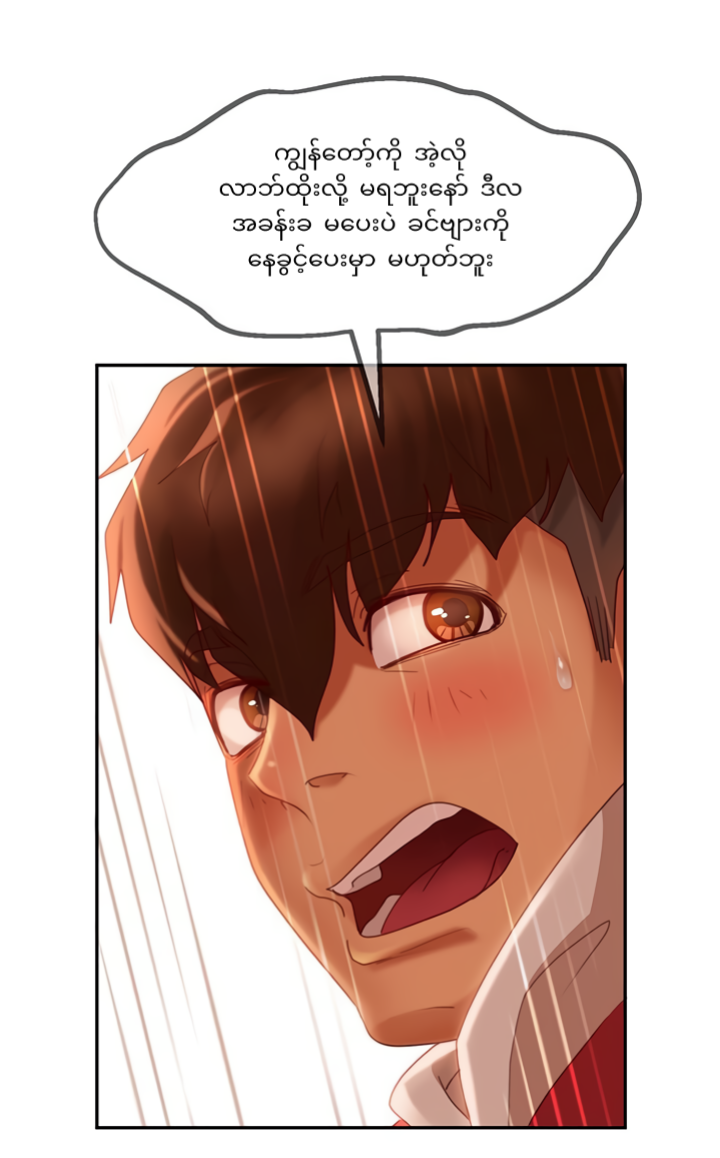 ကျွန်တော့်ကို အဲ့လို
လာဘ်ထိုးလို့ မရဘူးနော် ဒီလ
အခန်းခ မပေးပဲ ခင်ဗျားကို
နေခွင့်ပေးမှာ မဟုတ်ဘူး